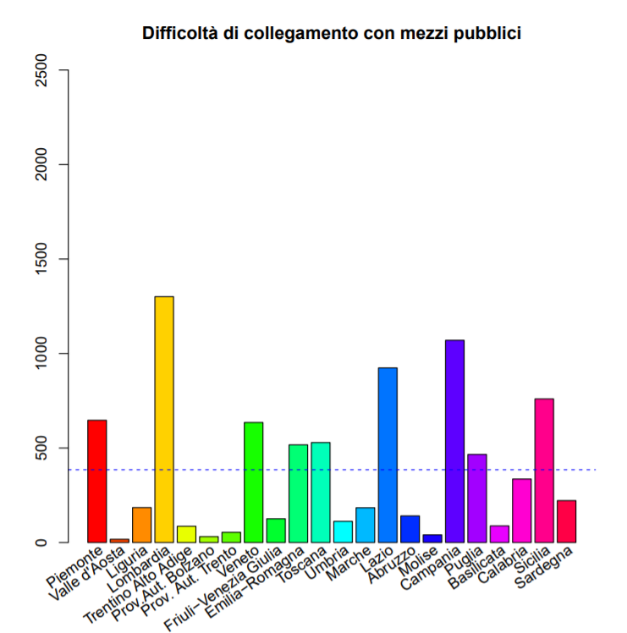 Difficoltà di collegamento con mezzi pubblici
2500
2000
1500
1000
500
0
Piemonte
Valle d'Aosta
Liguria
Lombardia
Trentino Alto Adige
Prov.Aut. Bolzano
Prov. Aut. Trento
Veneto
Friuli−Venezia Giulia
Emilia−Romagna
Toscana
Umbria
Marche
Lazio
Abruzzo
Molise
Campania
Puglia
Basilicata
Calabria
Sicilia
Sardegna